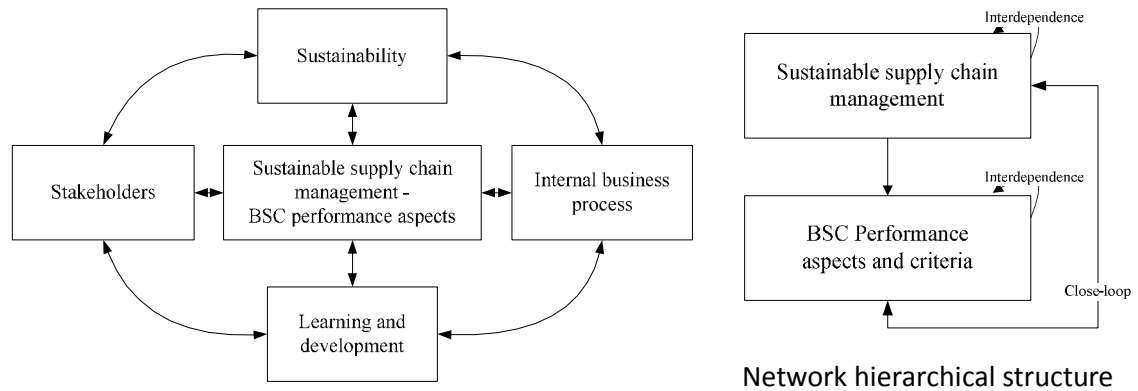 Sustainability
Stakeholders
Sustainable supply chain
management -
BSC performance aspects
Internal business
process
Learning and
development
Interdependence
Sustainable supply chain
management
Interdependence
BSC Performance
aspects and criteria
Close-loop
Network hierarchical structure